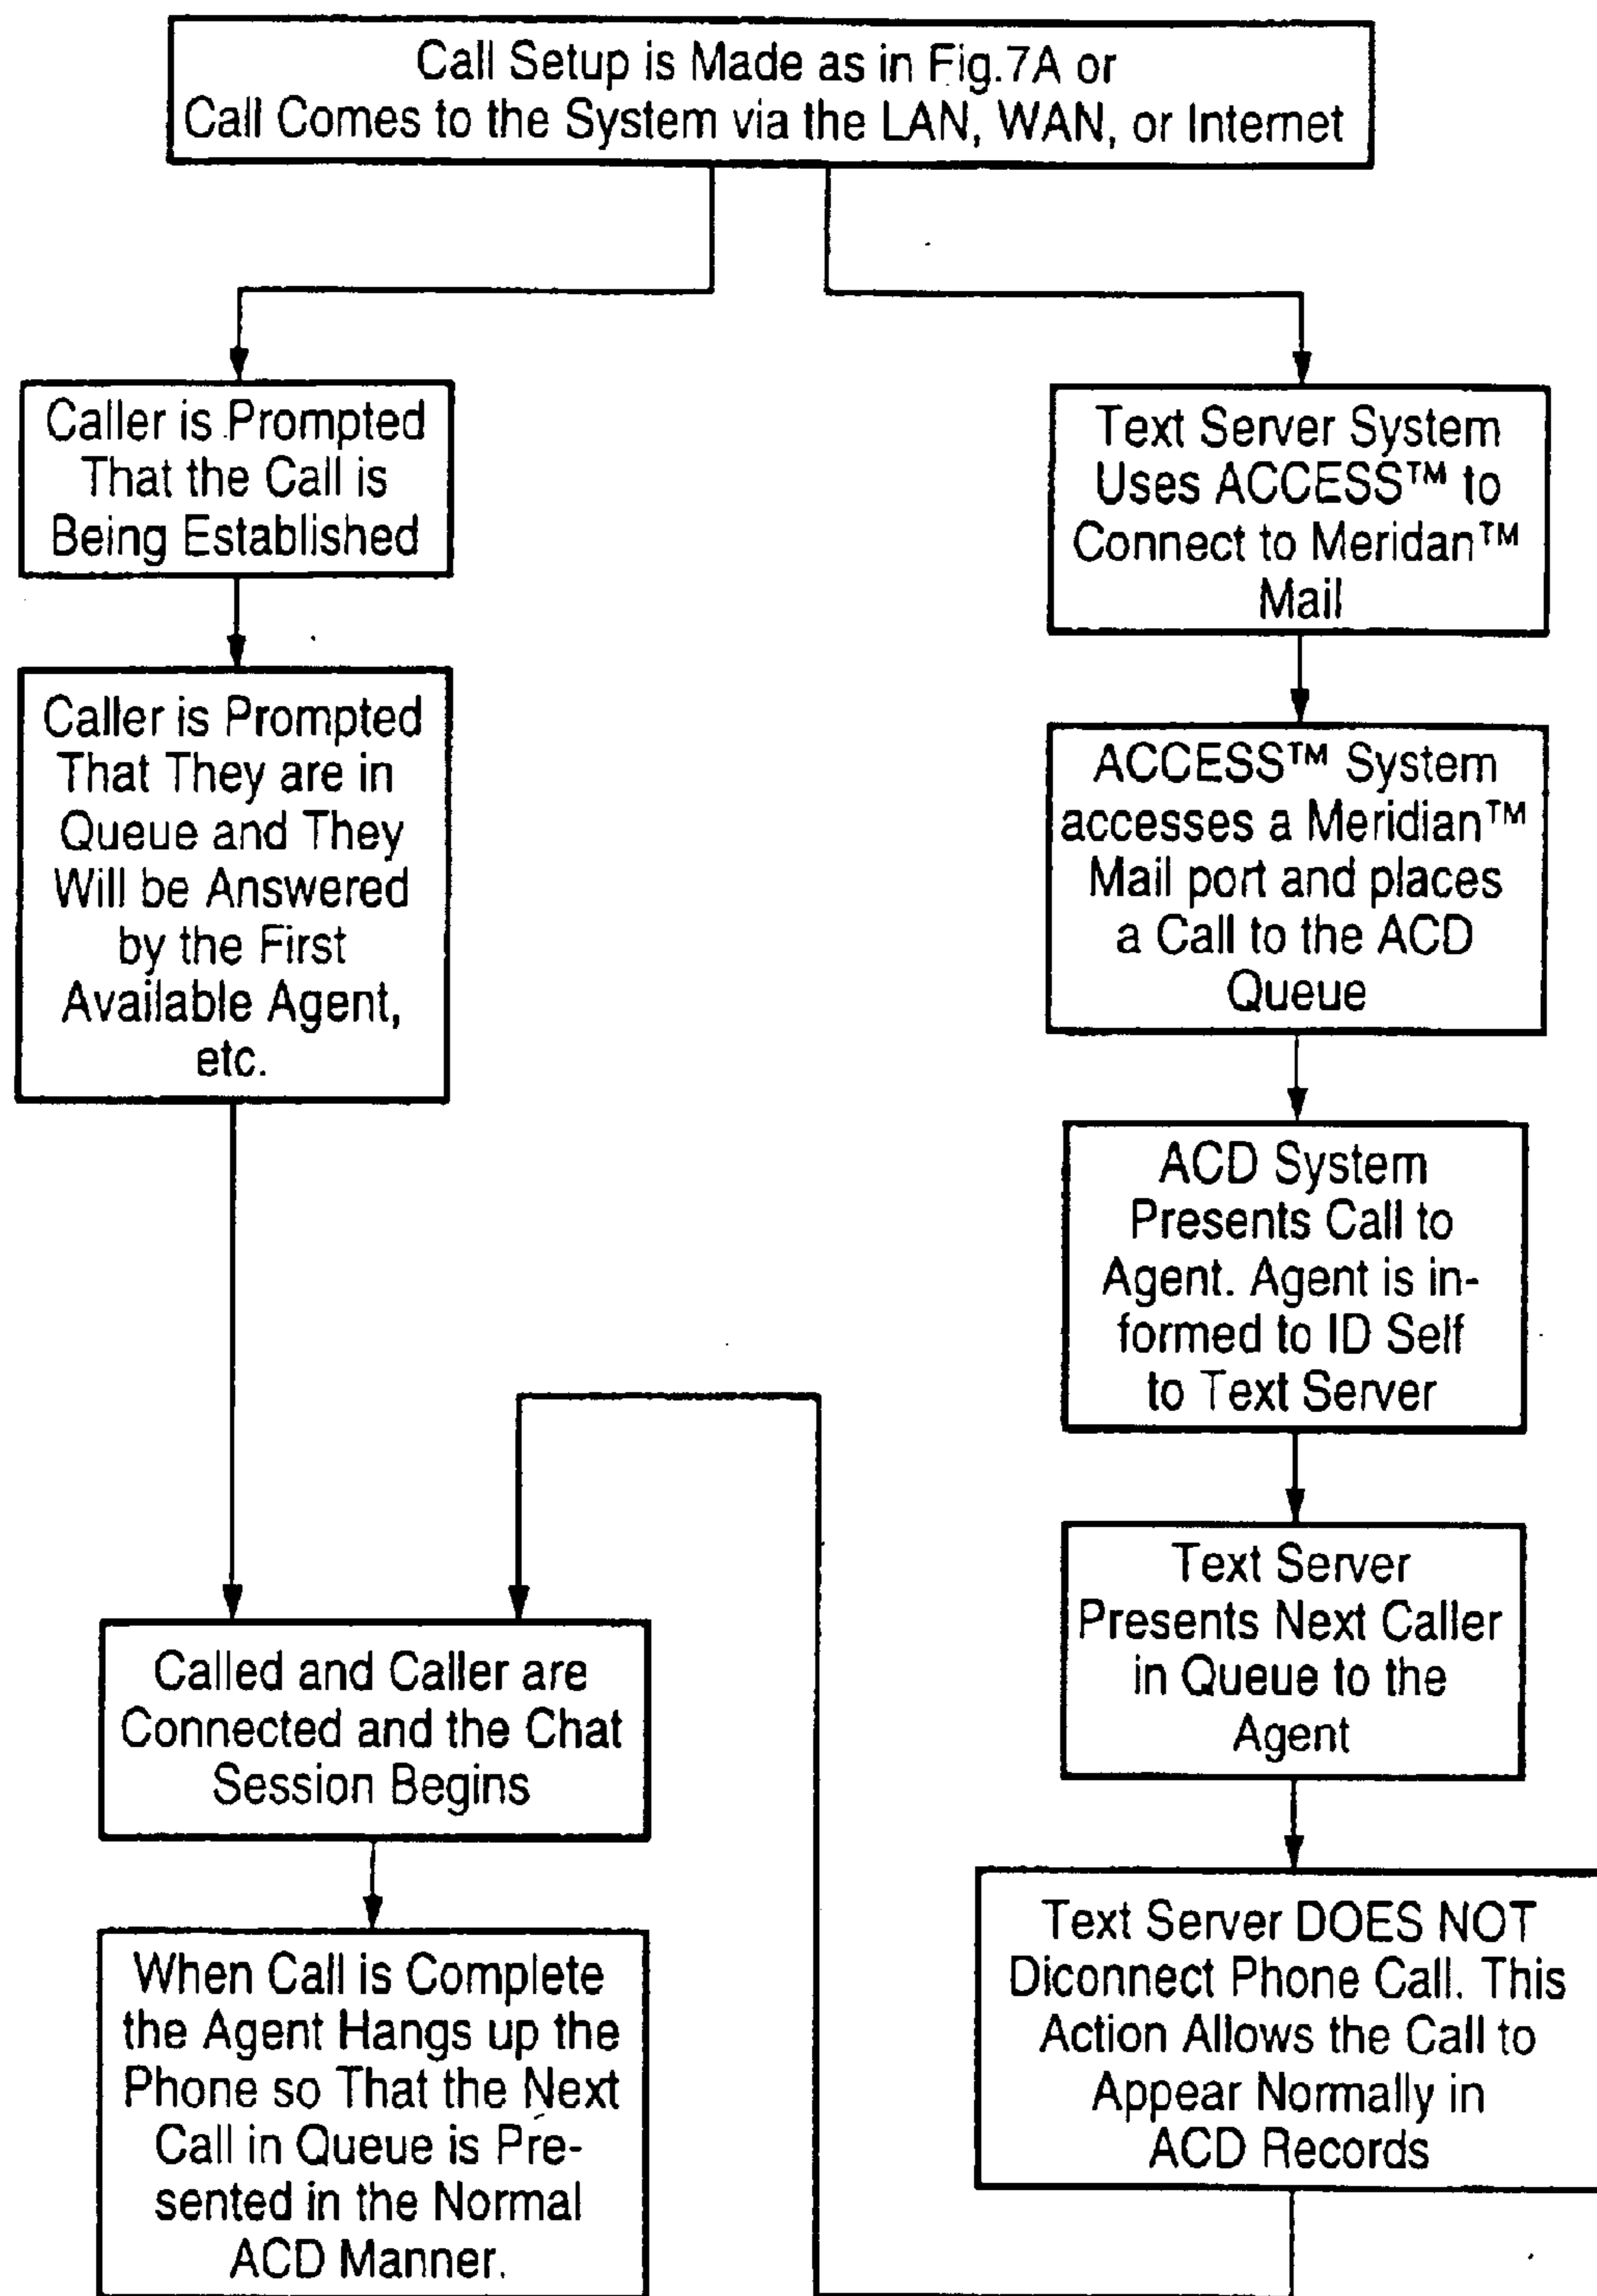 Call Setup is Made as in Fig.7A or
Call Comes to the System via the LAN, WAN, or Internet
Caller is Prompted
That the Call is
Being Established
Caller is Prompted
That They are in
Queue and They
Will be Answered
by the First
Available Agent,
etc.
Text Server System
Uses ACCESS™ to
Connect to Meridan™
Mail
ACCESS™ System
accesses a Meridian™
Mail port and places
a Call to the ACD
Queue
ACD System
Presents Call to
Agent. Agent is in-
formed to ID Self
to Text Server
Text Server
Presents Next Caller
in Queue to the
Agent
Text Server DOES NOT
Diconnect Phone Call. This
Action Allows the Call to
Appear Normally in
ACD Records
Called and Caller are
Connected and the Chat
Session Begins
When Call is Complete
the Agent Hangs up the
Phone so That the Next
Call in Queue is Pre-
sented in the Normal
ACD Manner.